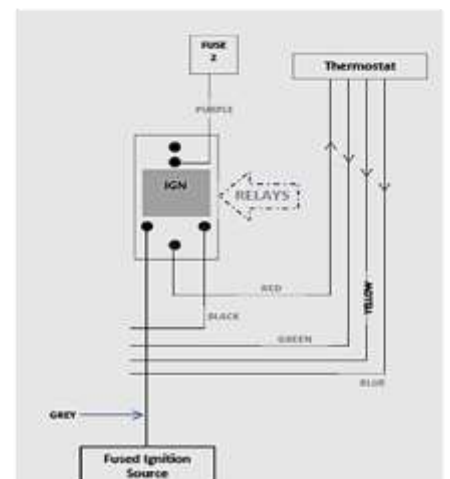 FUSE
2
Thermostat
PURPLE
IGN
RELAYS
RED
YELLOW
BLACK
GREEN
BLUE
GREY
Fused Ignition
Source